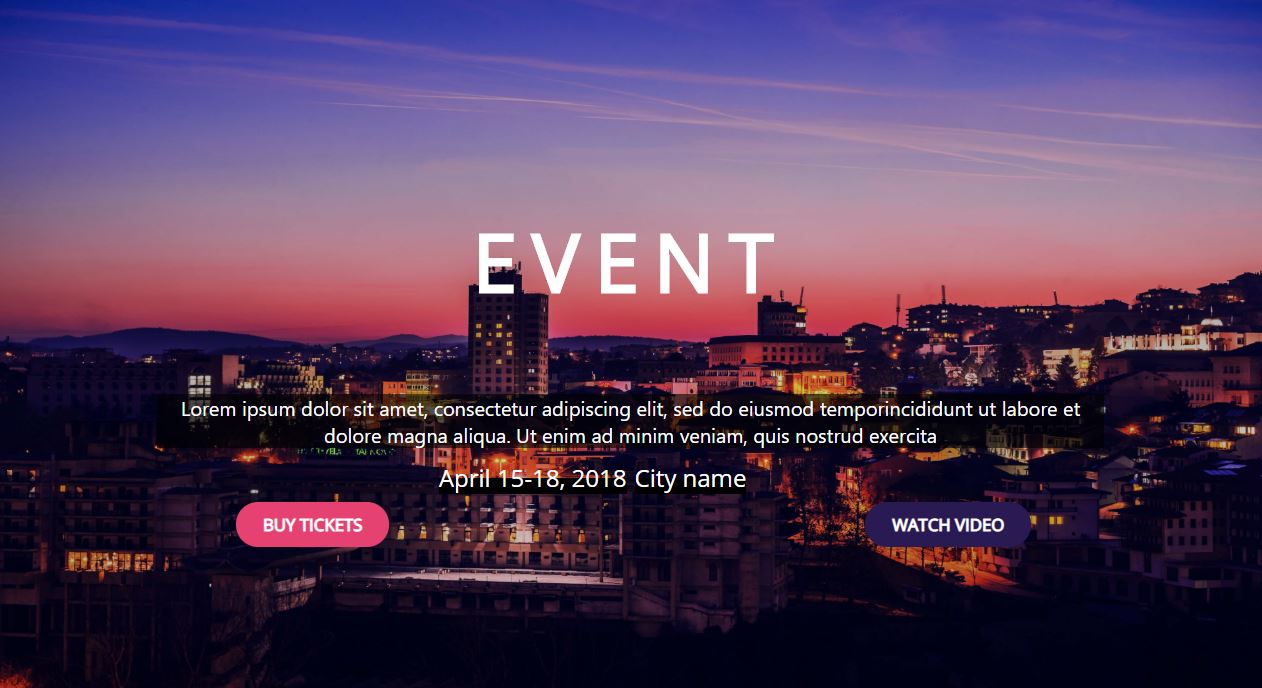 EVENT
Lorem ipsum dolor sit amet, consectetur adipiscing elit, sed do eiusmod temporincididunt ut labore et
dolore magna aliqua. Ut enim ad minim veniam, quis nostrud exercita
April 15-18, 2018 City name
BUY TICKETS
WATCH VIDEO